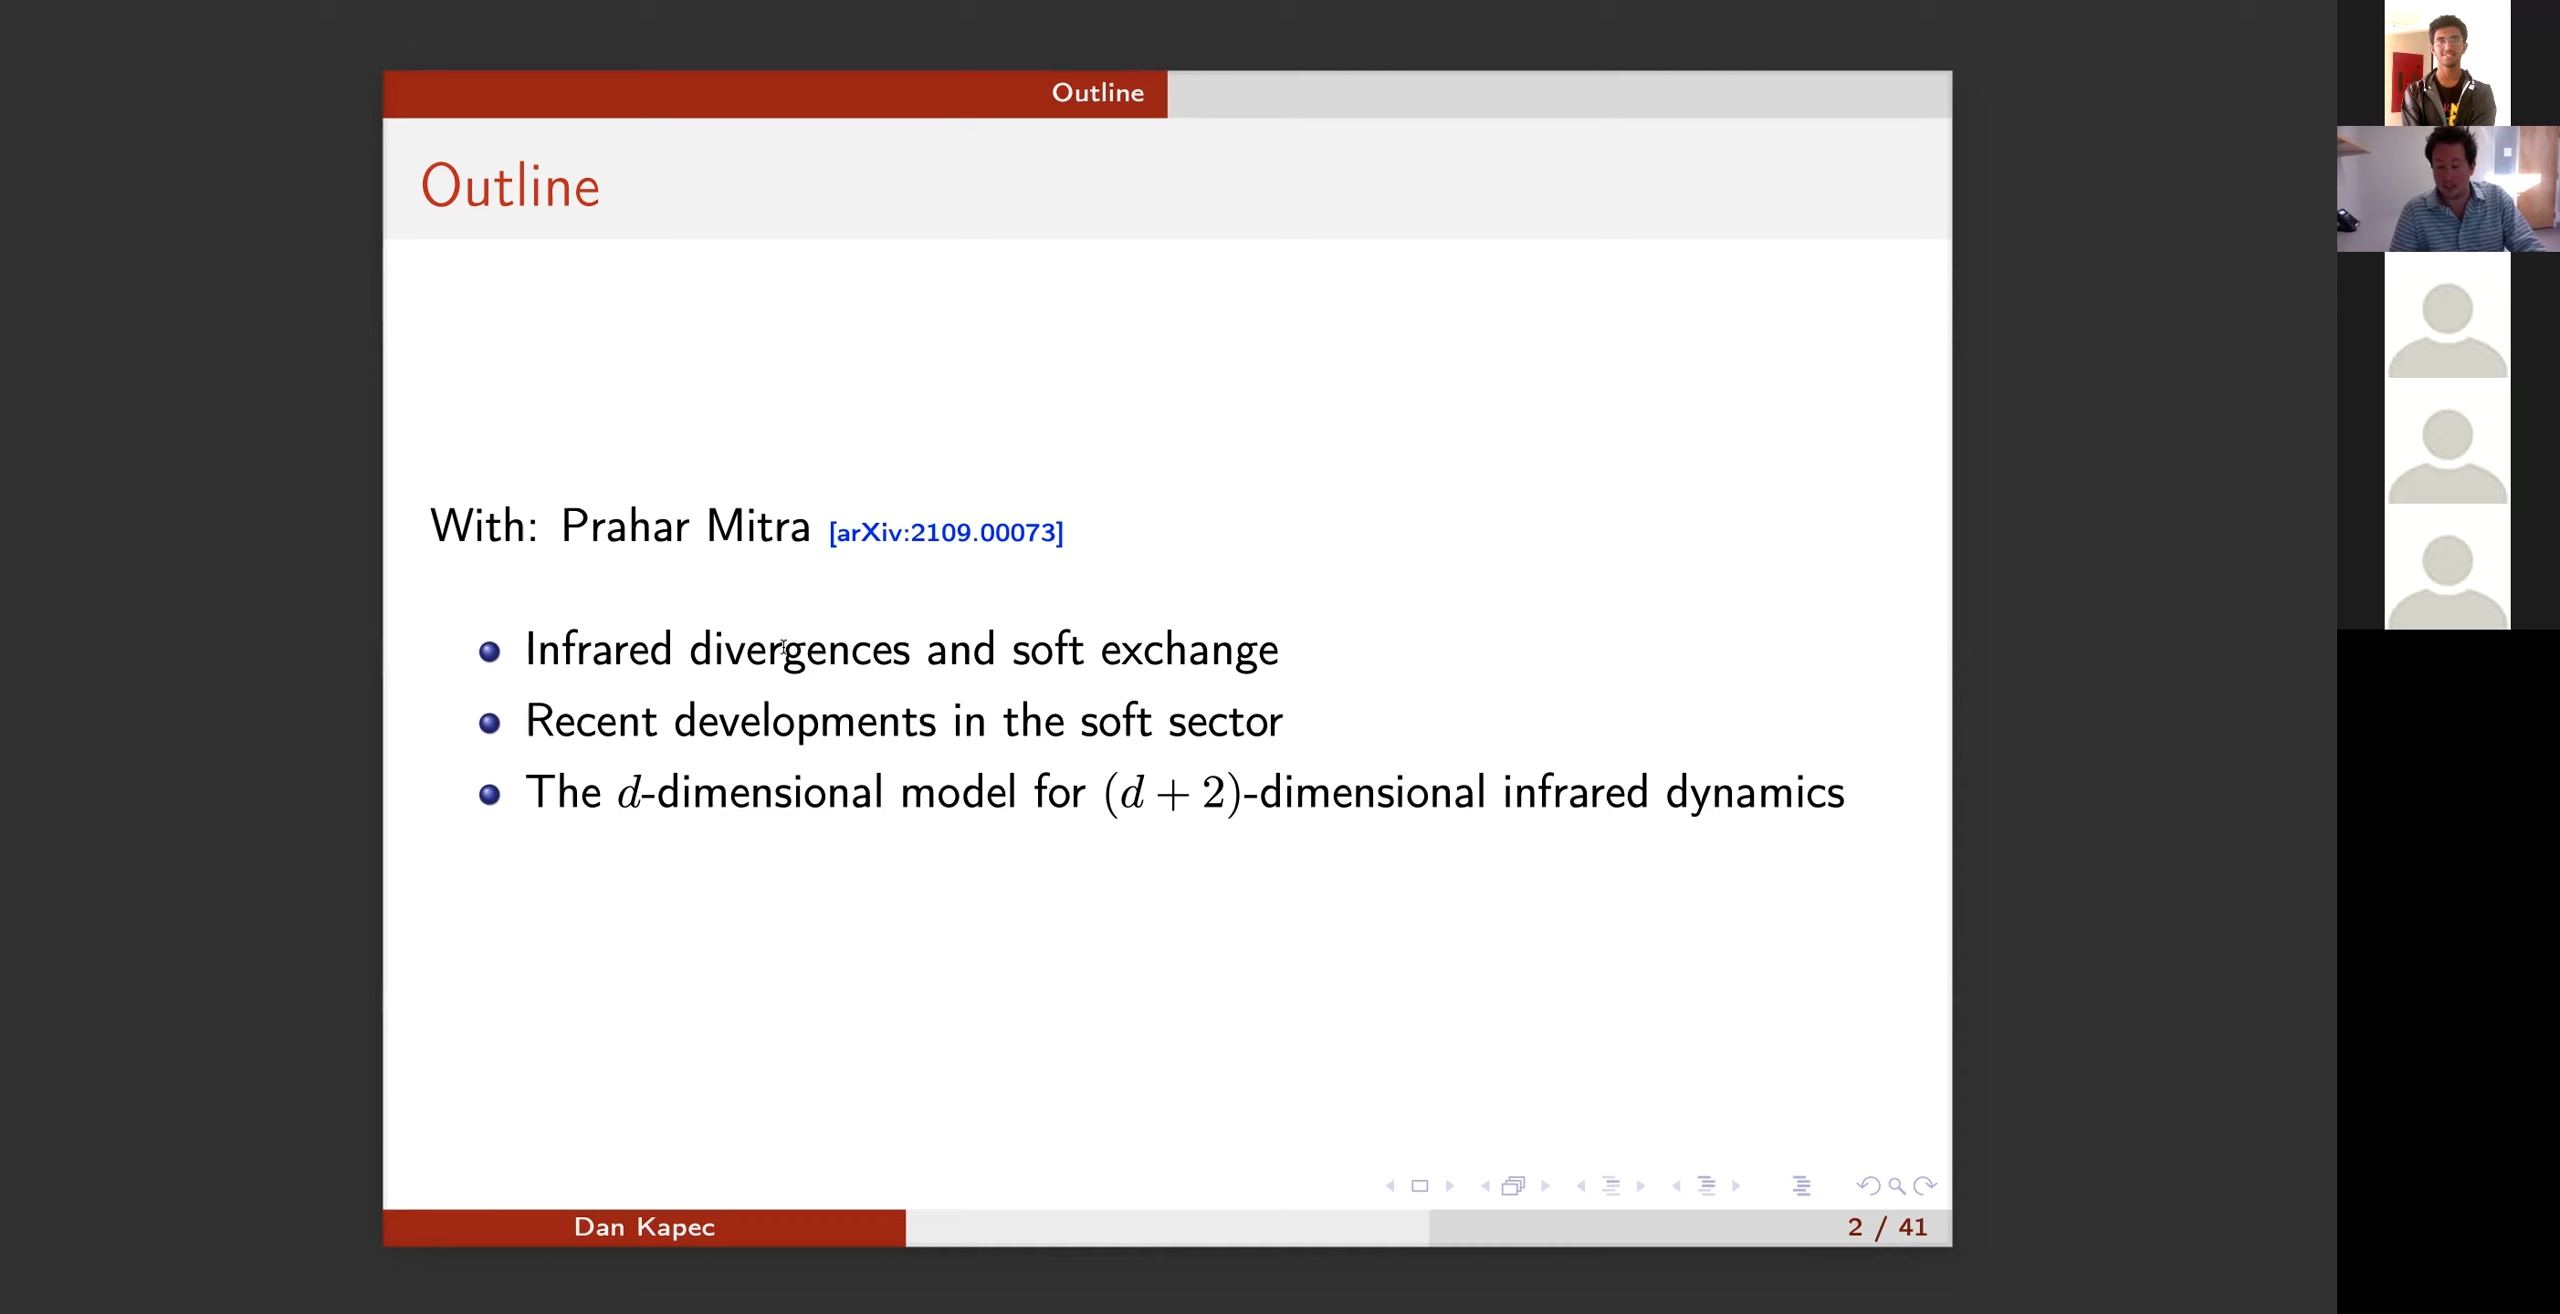 Outline
Outline
With: Prahar Mitra [arXiv:2109.00073]
Infrared divergences and soft exchange
Recent developments in the soft sector
The d-dimensional model for (d + 2)-dimensional infrared dynamics
Dan Kapec
2 / 41